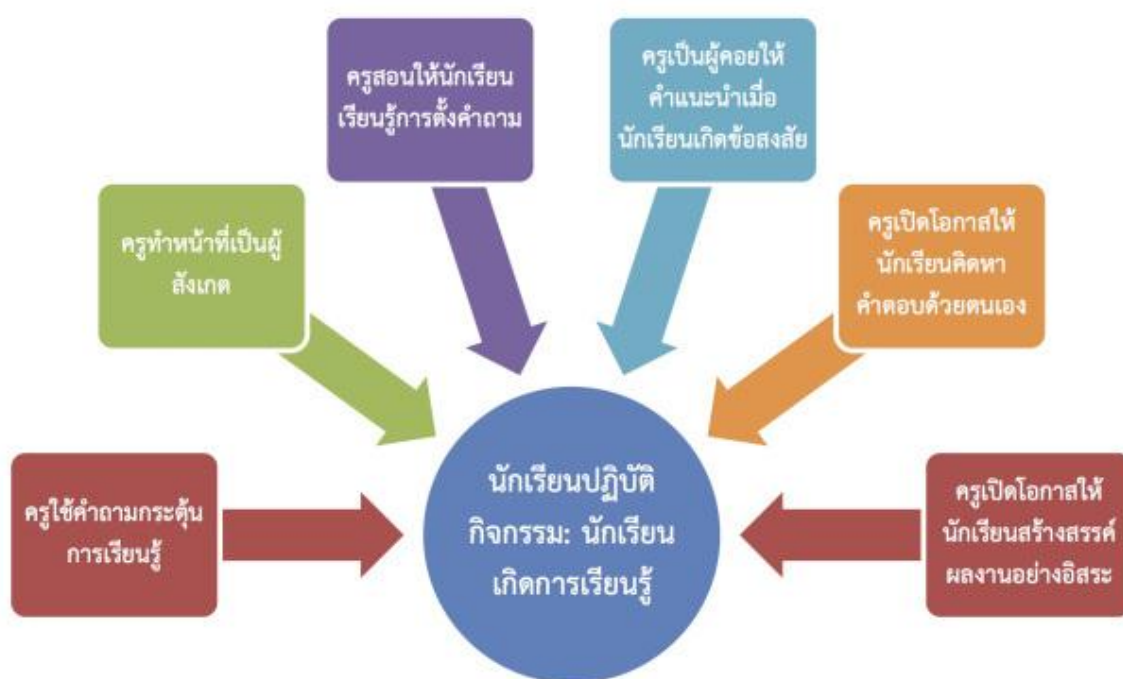 ครูสอนให้นักเรียน
เรียนรู้การตั้งคำถาม
ครูเป็นผู้คอยให้
คำแนะนำเมื่อ
นักเรียนเกิดข้อสงสัย
ครูทำหน้าที่เป็นผู้
สังเกต
ครูเปิดโอกาสให้
นักเรียนคิดหา
คำตอบด้วยตนเอง
ครูใช้คำถามกระตุ้น
การเรียนรู้
นักเรียนปฏิบัติ
กิจกรรม: นักเรียน
เกิดการเรียนรู้
ครูเปิดโอกาสให้
นักเรียนสร้างสรรค์
ผลงานอย่างอิสระ